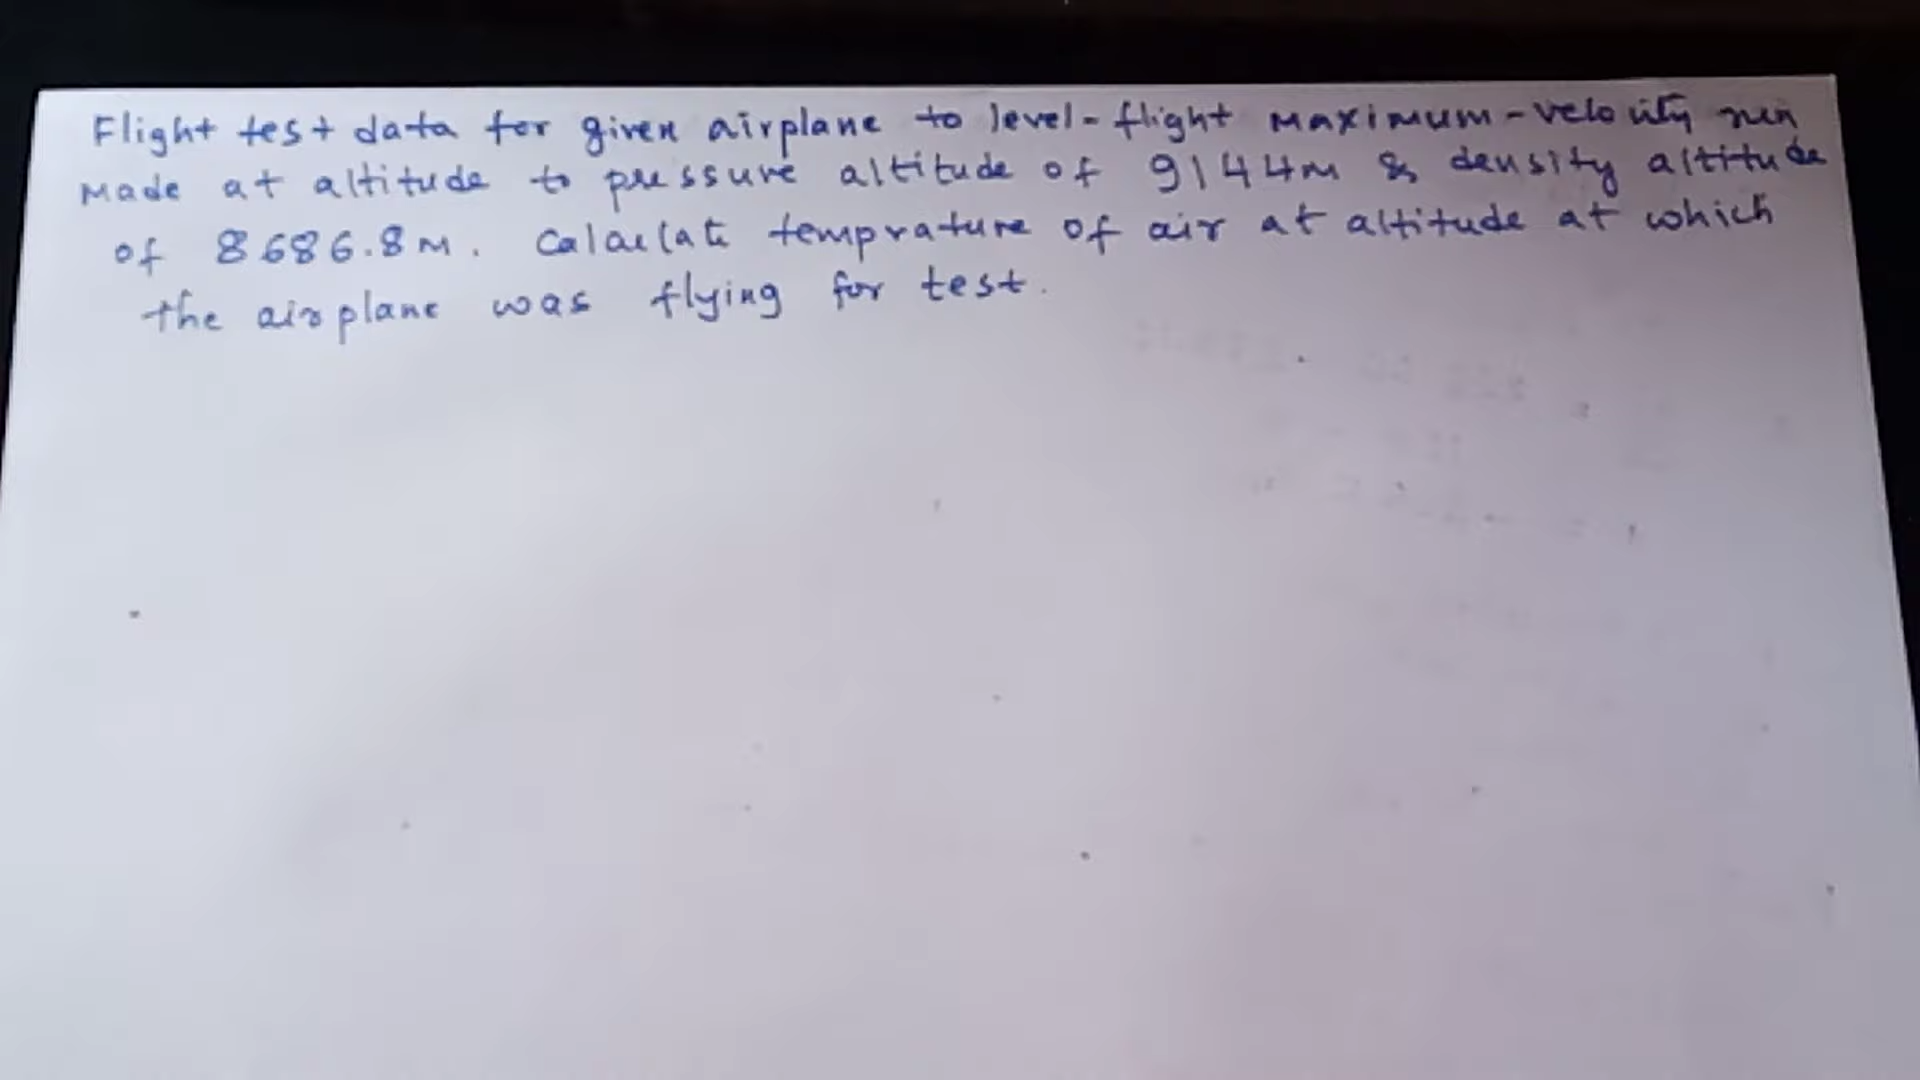 Flight test data for given airplane to level-flight maximum-velocity run
made at altitude to pressure altitude of 9144m & density altitude
of 8686.8m. Calculate temprature of air at altitude at which
the airplane was flying for test.